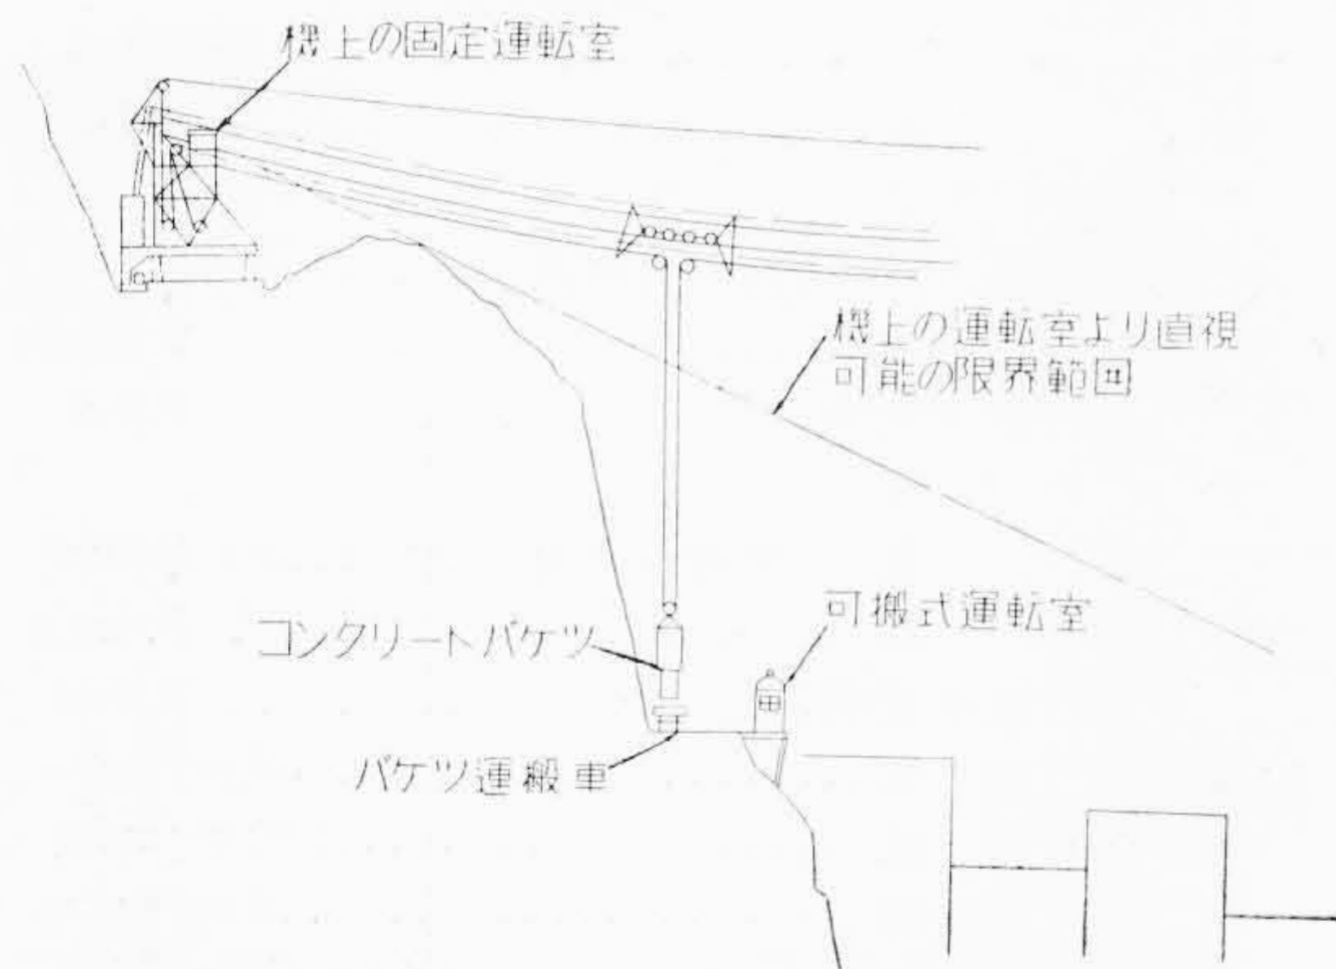 機上の固定運転室
機上の運転室より直視
可能の限界範囲
可搬式運転室
コンクリートバケツ
バケツ運搬車